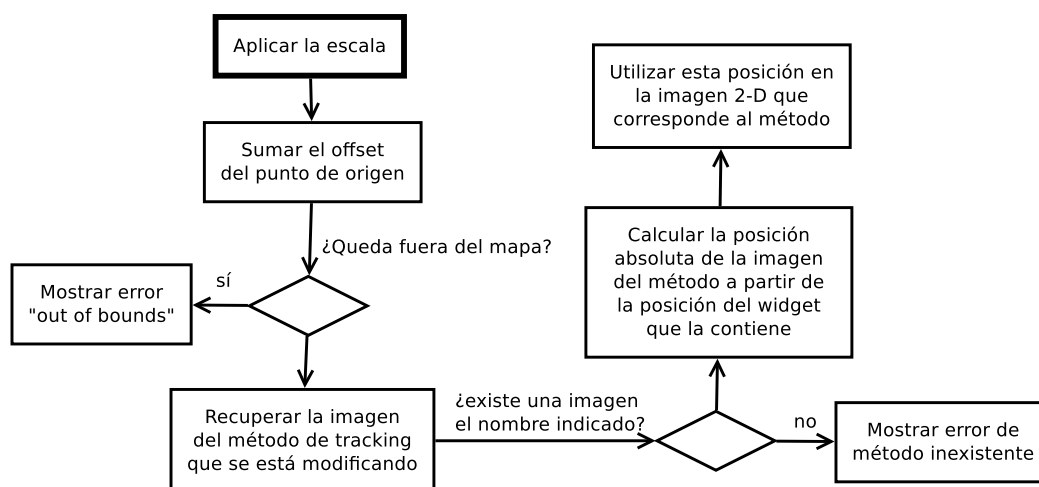 Aplicar la escala
Sumar el offset
del punto de origen
¿Queda fuera del mapa?
sí
Mostrar error
"out of bounds"
Recuperar la imagen
del método de tracking
que se está modificando
¿existe una imagen
el nombre indicado?
no
Mostrar error de
método inexistente
Calcular la posición
absoluta de la imagen
del método a partir de
la posición del widget
que la contiene
Utilizar esta posición en
la imagen 2-D que
corresponde al método